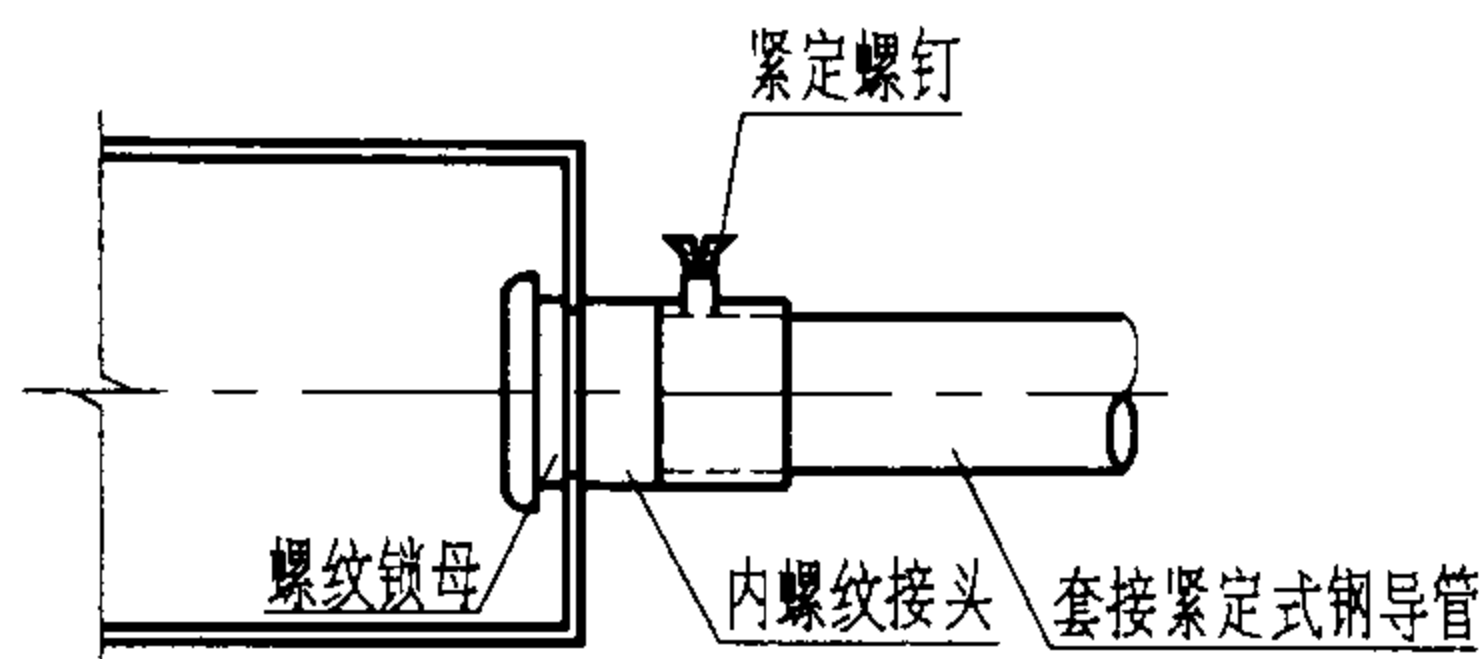 紧定螺钉
螺纹锁母
内螺纹接头
套接紧定式钢导管